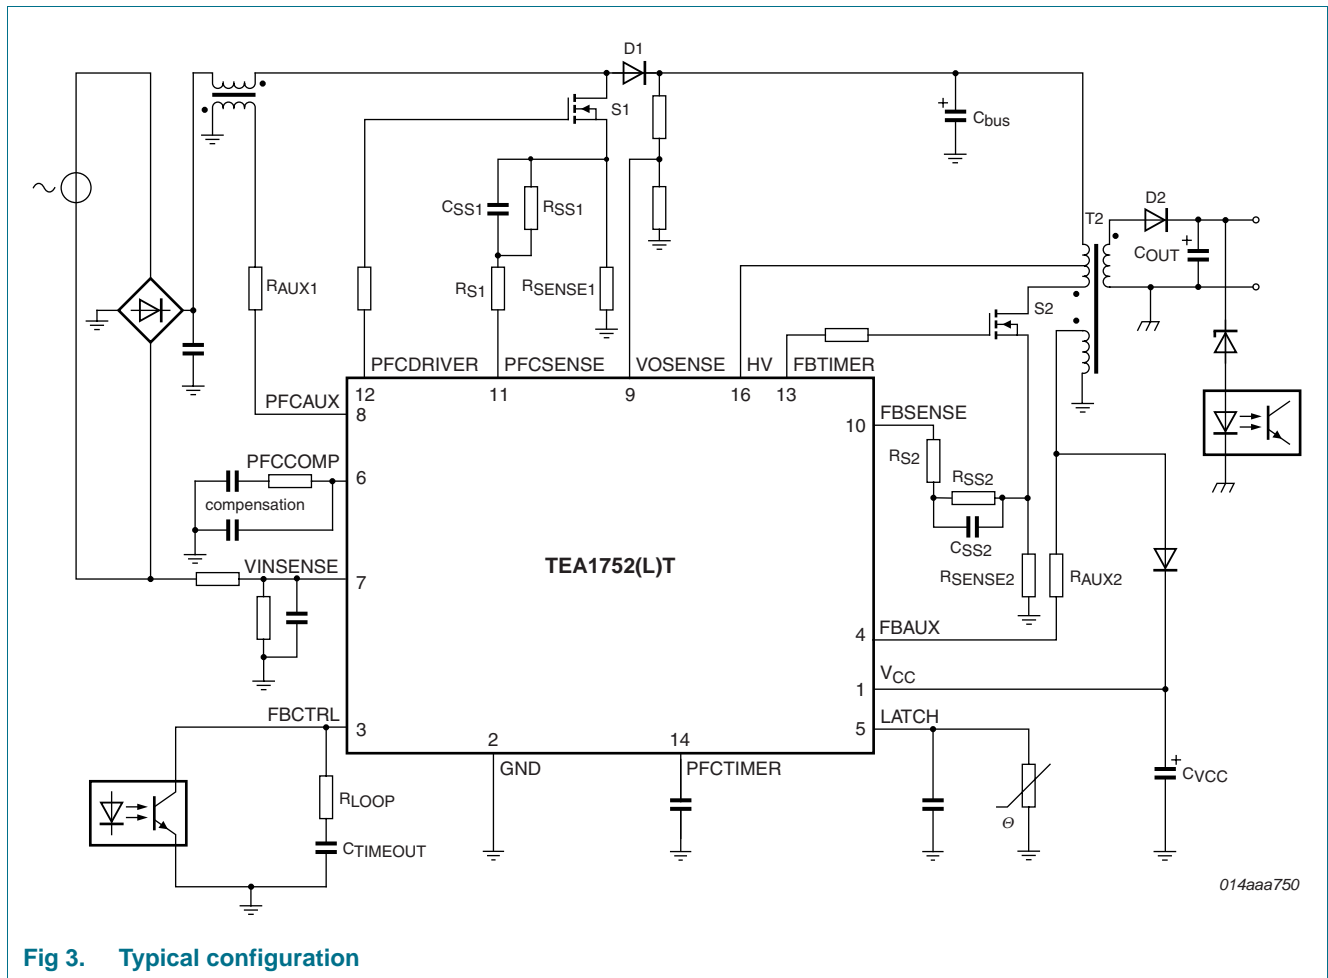 D1
S1
Cbus
CSS1
RSS1
D2
T2
COUT
RAUX1
RS1
RSENSE1
S2
PFCDRIVER
PFCSENSE
VOSENSE
HV
FBTIMER
12
11
9
16
13
PFCAUX
8
FBSENSE
10
RS2
PFCCOMP
6
RSS2
compensation
CSS2
TEA1752(L)T
VINSENSE
7
RSENSE2
RAUX2
FBAUX
4
VCC
1
FBCTRL
3
LATCH
5
2
14
GND
PFCTIMER
CVCC
RLOOP
Θ
CTIMEOUT
014aaa750
Fig 3. Typical configuration